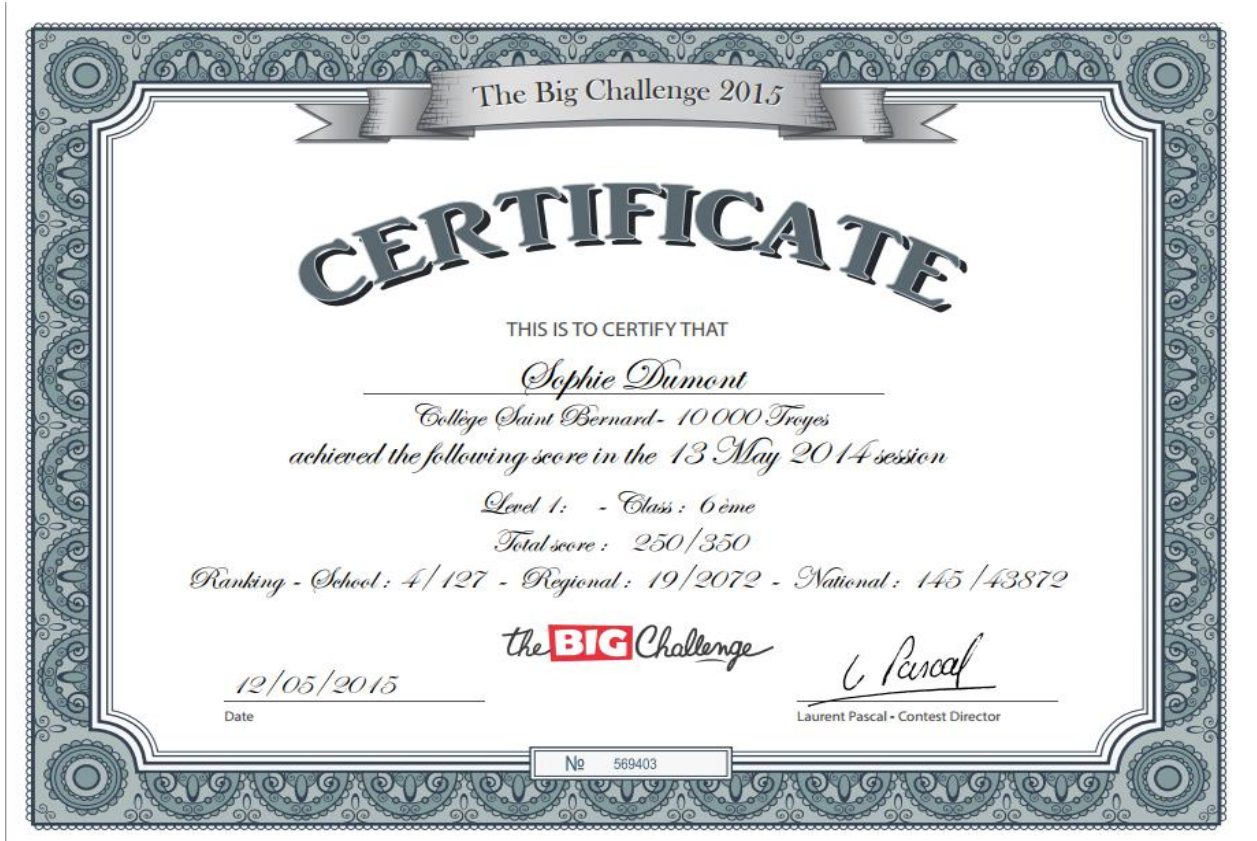 The Big Challenge 2015
CERTIFICATE
THIS IS TO CERTIFY THAT
Sophie Dumont
Collège Saint Bernard- 10 000 Troyes
achieved the following score in the 13 May 2014 session
Level 1: - Class : 6 ème
Total score : 250/350
Ranking - School : 4/127 - Regional : 19/2072 - National : 145 /43872
the BIG Challenge
L Pascal
12/05/2015
Date
Laurent Pascal - Contest Director
№ 569403